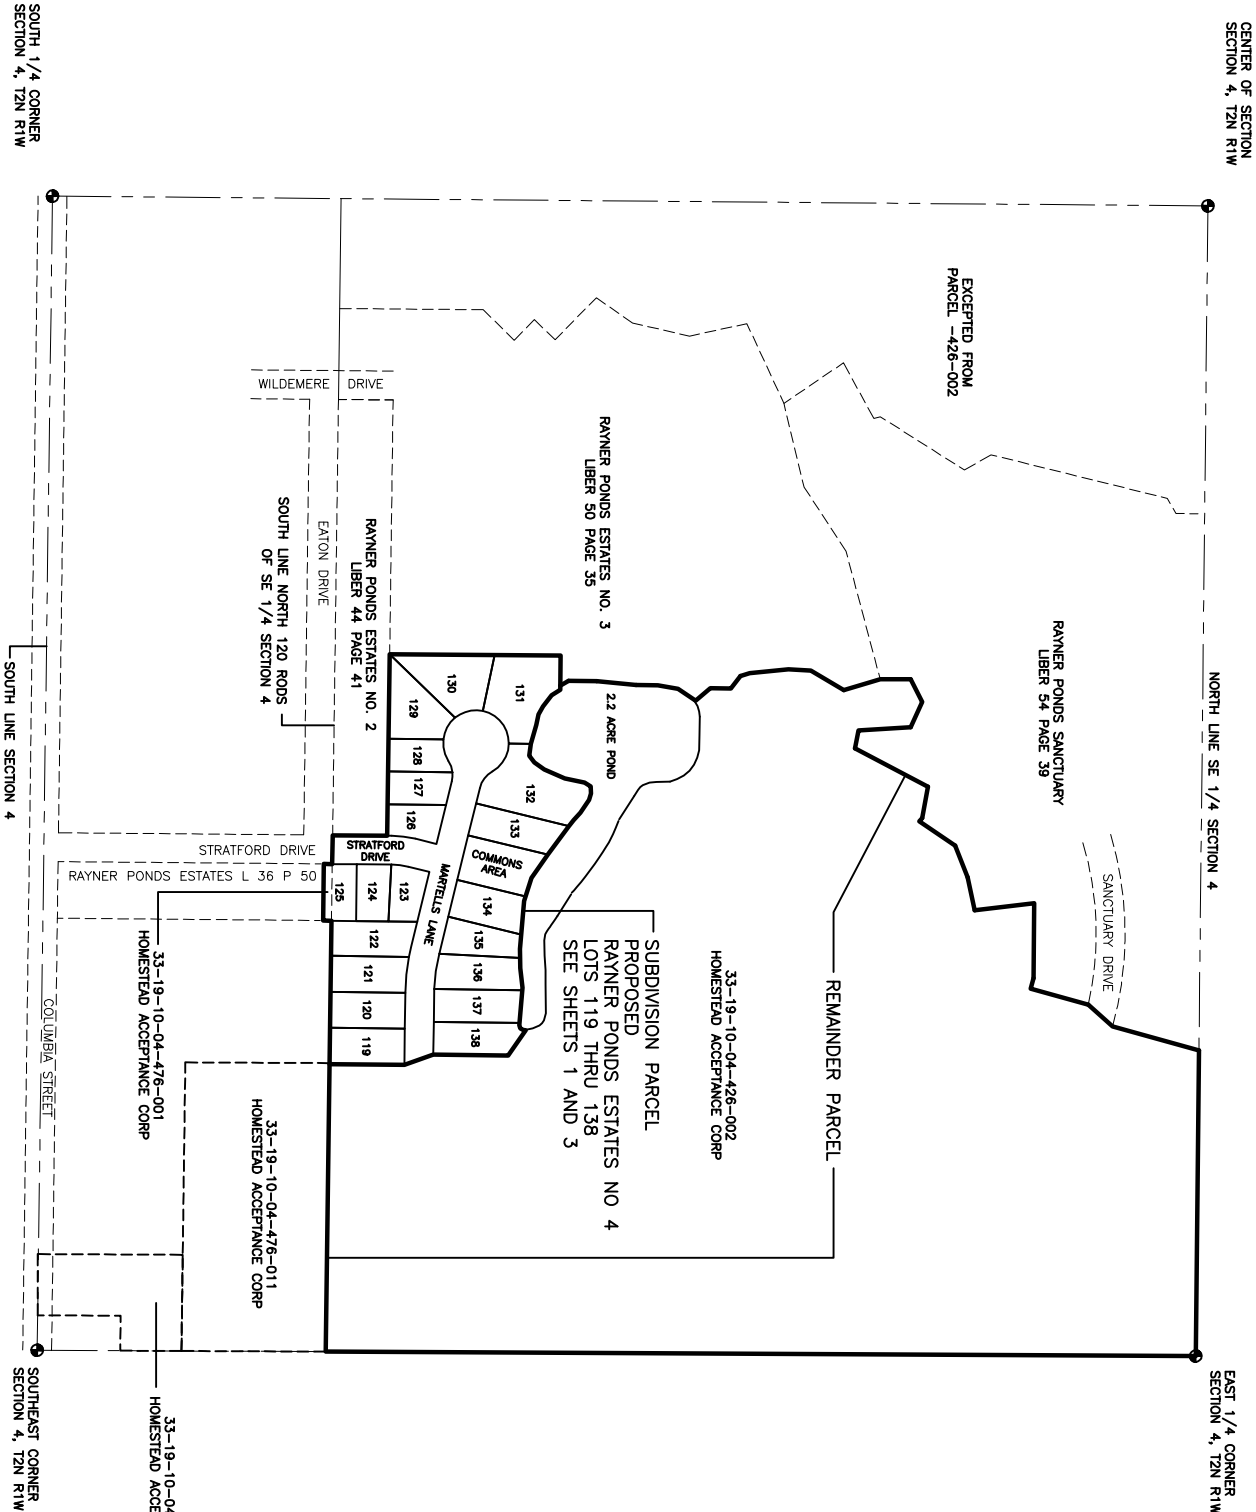 CENTER OF SECTION
SECTION 4, T2N R1W
NORTH LINE SE 1/4 SECTION 4
EAST 1/4 CORNER
SECTION 4, T2N R1W
EXCEPTED FROM
PARCEL -426-002
RAYNER PONDS SANCTUARY
LIBER 54 PAGE 39
SANCTUARY DRIVE
RAYNER PONDS ESTATES NO. 3
LIBER 50 PAGE 35
REMAINDER PARCEL
33-19-10-04-426-002
HOMESTEAD ACCEPTANCE CORP
2.2 ACRE POND
SUBDIVISION PARCEL
PROPOSED
RAYNER PONDS ESTATES NO 4
LOTS 119 THRU 138
SEE SHEETS 1 AND 3
131
132
133
COMMONS
AREA
134
135
136
137
138
130
129
128
127
126
MARTELLS LANE
STRATFORD
DRIVE
125
124
123
122
121
120
119
WILDEMERE DRIVE
RAYNER PONDS ESTATES NO. 2
LIBER 44 PAGE 41
EATON DRIVE
SOUTH LINE NORTH 120 RODS
OF SE 1/4 SECTION 4
STRATFORD DRIVE
RAYNER PONDS ESTATES L 36 P 50
33-19-10-04-476-011
HOMESTEAD ACCEPTANCE CORP
33-19-10-04-476-001
HOMESTEAD ACCEPTANCE CORP
33-19-10-04
HOMESTEAD ACCE
COLUMBIA STREET
SOUTH 1/4 CORNER
SECTION 4, T2N R1W
SOUTH LINE SECTION 4
SOUTHEAST CORNER
SECTION 4, T2N R1W